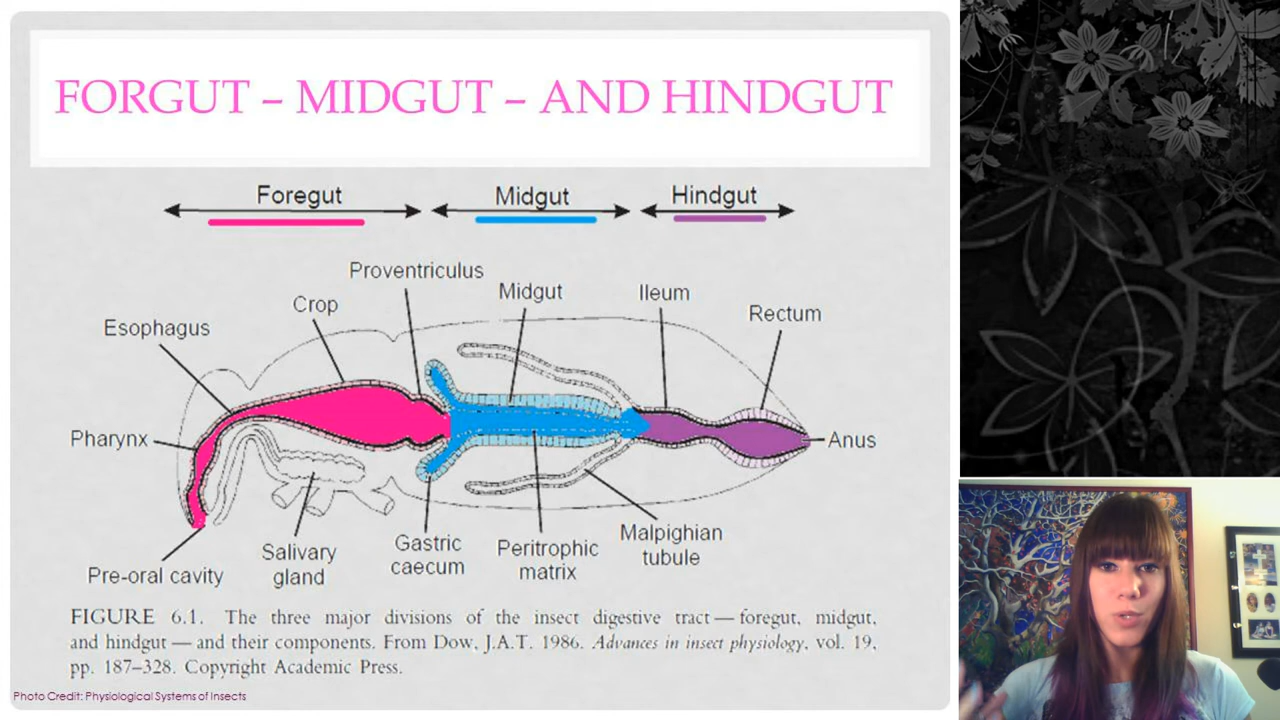 FORGUT – MIDGUT – AND HINDGUT
Foregut
Midgut
Hindgut
Proventriculus
Midgut
Ileum
Crop
Rectum
Esophagus
Pharynx
Anus
Malpighian
tubule
Gastric
caecum
Peritrophic
matrix
Salivary
gland
Pre-oral cavity
FIGURE 6.1. The three major divisions of the insect digestive tract — foregut, midgut,
and hindgut — and their components. From Dow, J.A.T. 1986. Advances in insect physiology, vol. 19,
pp. 187–328. Copyright Academic Press.
Photo Credit: Physiological Systems of Insects